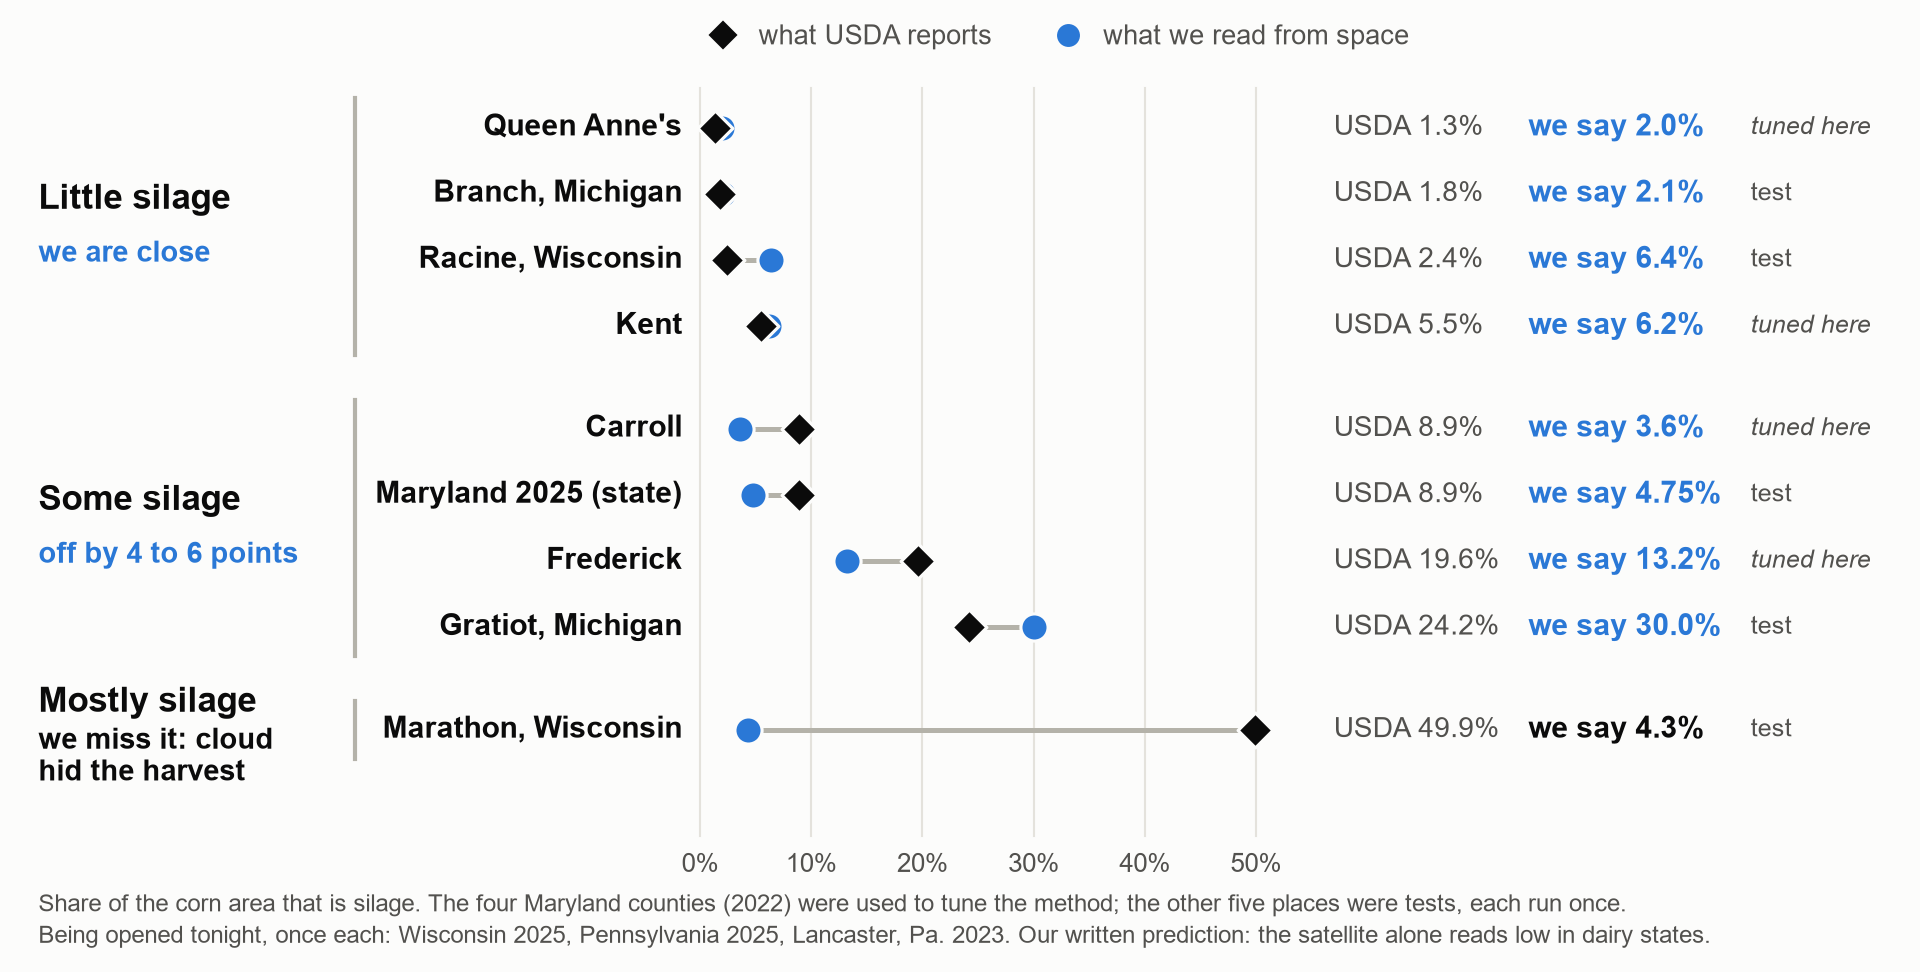 what USDA reports what we read from space
Little silage
we are close
Queen Anne's USDA 1.3% we say 2.0% tuned here
Branch, Michigan USDA 1.8% we say 2.1% test
Racine, Wisconsin USDA 2.4% we say 6.4% test
Kent USDA 5.5% we say 6.2% tuned here
Some silage
off by 4 to 6 points
Carroll USDA 8.9% we say 3.6% tuned here
Maryland 2025 (state) USDA 8.9% we say 4.75% test
Frederick USDA 19.6% we say 13.2% tuned here
Gratiot, Michigan USDA 24.2% we say 30.0% test
Mostly silage
we miss it: cloud
hid the harvest
Marathon, Wisconsin USDA 49.9% we say 4.3% test
0% 10% 20% 30% 40% 50%
Share of the corn area that is silage. The four Maryland counties (2022) were used to tune the method; the other five places were tests, each run once.
Being opened tonight, once each: Wisconsin 2025, Pennsylvania 2025, Lancaster, Pa. 2023. Our written prediction: the satellite alone reads low in dairy states.